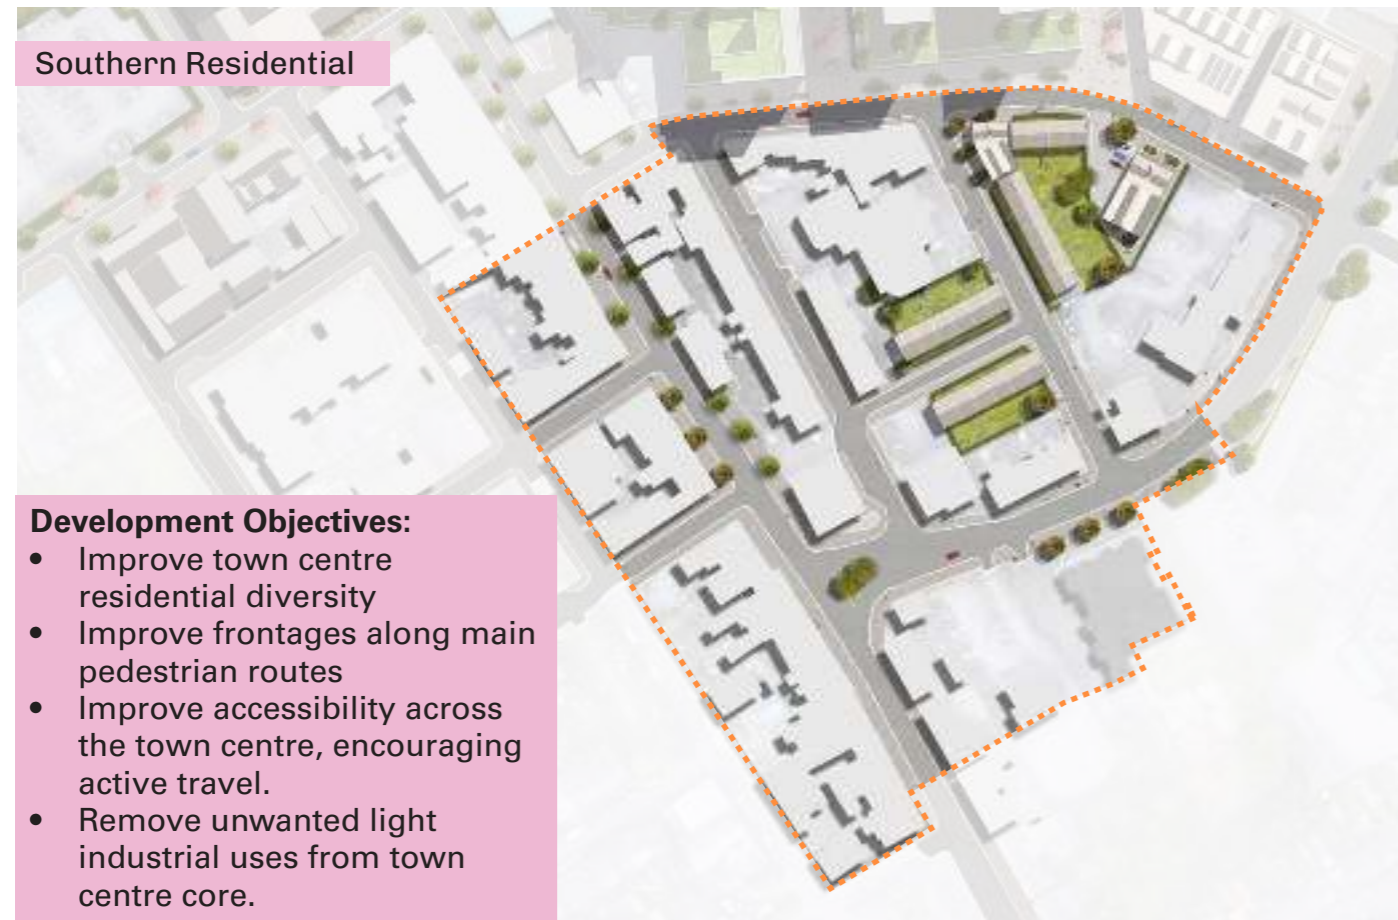 Southern Residential
Development Objectives:
• Improve town centre
residential diversity
• Improve frontages along main
pedestrian routes
• Improve accessibility across
the town centre, encouraging
active travel.
• Remove unwanted light
industrial uses from town
centre core.